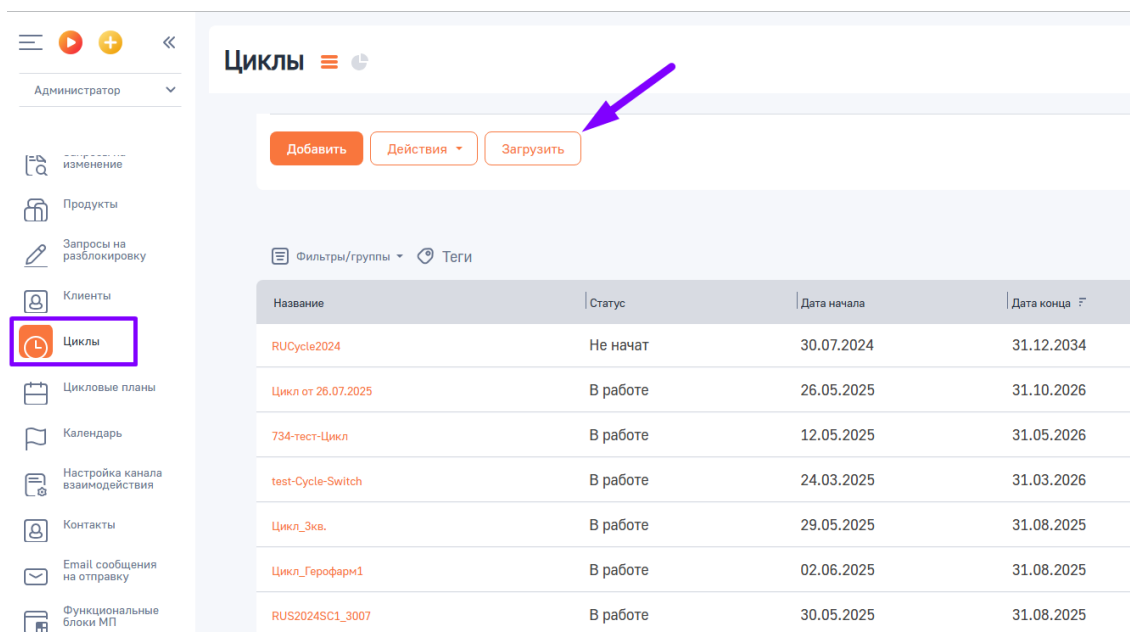 Циклы
Администратор
Добавить
Действия
Загрузить
изменение
Продукты
Запросы на
разблокировку
Клиенты
Циклы
Цикловые планы
Календарь
Настройка канала
взаимодействия
Контакты
Email сообщения
на отправку
Функциональные
блоки МП
Фильтры/группы
Теги
Название Статус Дата начала Дата конца
RUCycle2024 Не начат 30.07.2024 31.12.2034
Цикл от 26.07.2025 В работе 26.05.2025 31.10.2026
734-тест-Цикл В работе 12.05.2025 31.05.2026
test-Cycle-Switch В работе 24.03.2025 31.03.2026
Цикл_3кв. В работе 29.05.2025 31.08.2025
Цикл_Герофарм1 В работе 02.06.2025 31.08.2025
RUS2024SC1_3007 В работе 30.05.2025 31.08.2025